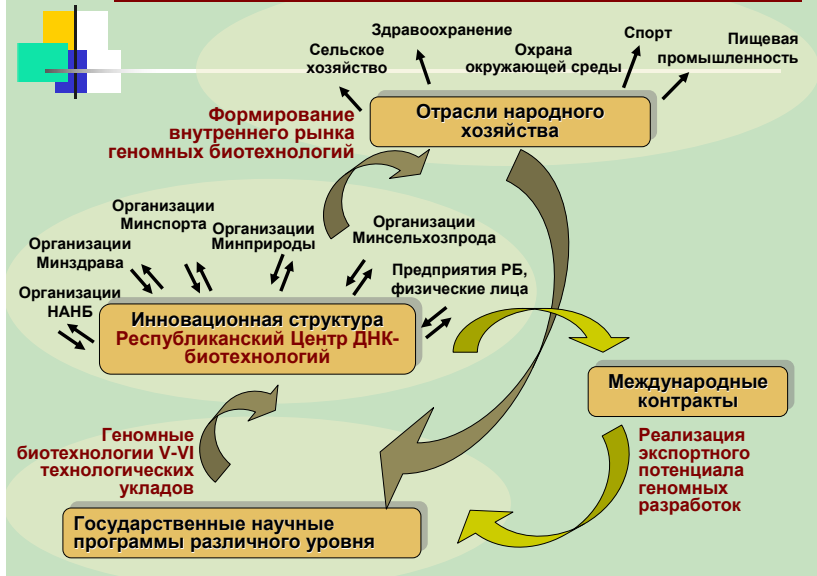 Здравоохранение
Спорт
Сельское
хозяйство
Охрана
окружающей среды
Пищевая
промышленность
Формирование
внутреннего рынка
геномных биотехнологий
Отрасли народного
хозяйства
Организации
Минспорта
Организации
Минприроды
Организации
Минсельхозпрода
Организации
Минздрава
Предприятия РБ,
физические лица
Организации
НАНБ
Инновационная структура
Республиканский Центр ДНК-
биотехнологий
Международные
контракты
Геномные
биотехнологии V-VI
технологических
укладов
Реализация
экспортного
потенциала
геномных
разработок
Государственные научные
программы различного уровня